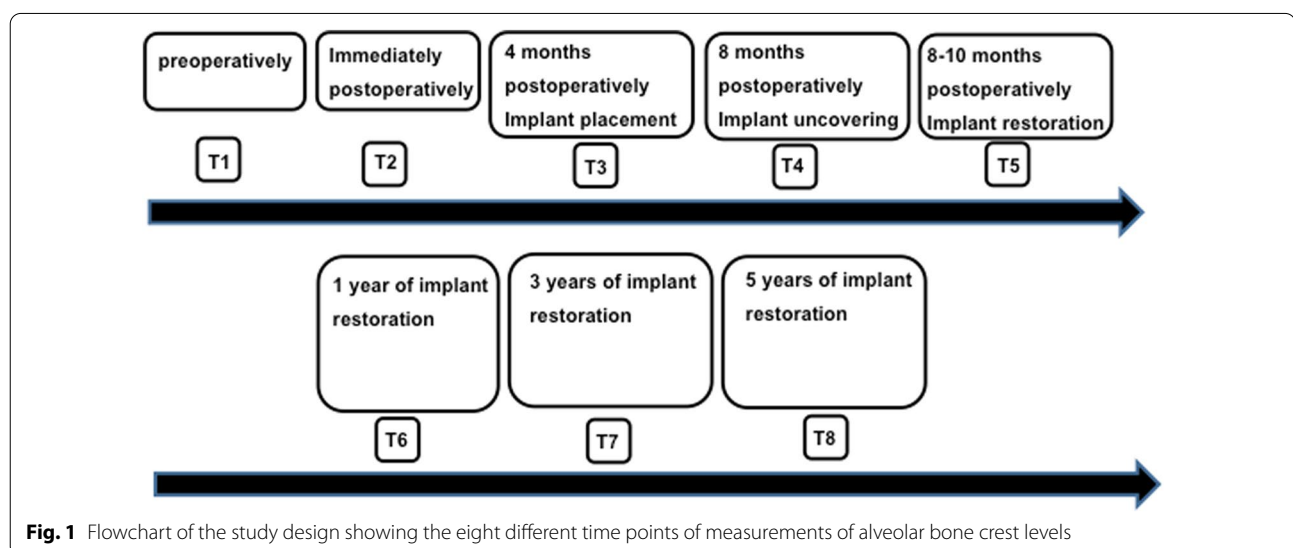 preoperatively
Immediately
postoperatively
4 months
postoperatively
Implant placement
8 months
postoperatively
Implant uncovering
8-10 months
postoperatively
Implant restoration
T1
T2
T3
T4
T5
1 year of implant
restoration
3 years of implant
restoration
5 years of implant
restoration
T6
T7
T8
Fig. 1 Flowchart of the study design showing the eight different time points of measurements of alveolar bone crest levels